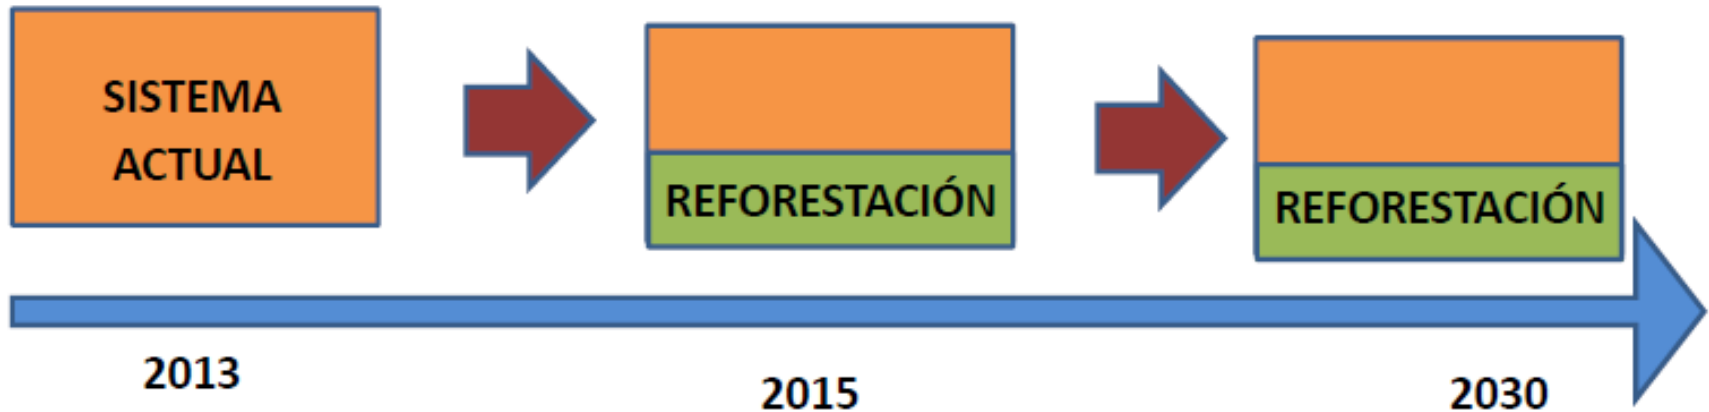 SISTEMA
ACTUAL
REFORESTACIÓN
REFORESTACIÓN
2013
2015
2030